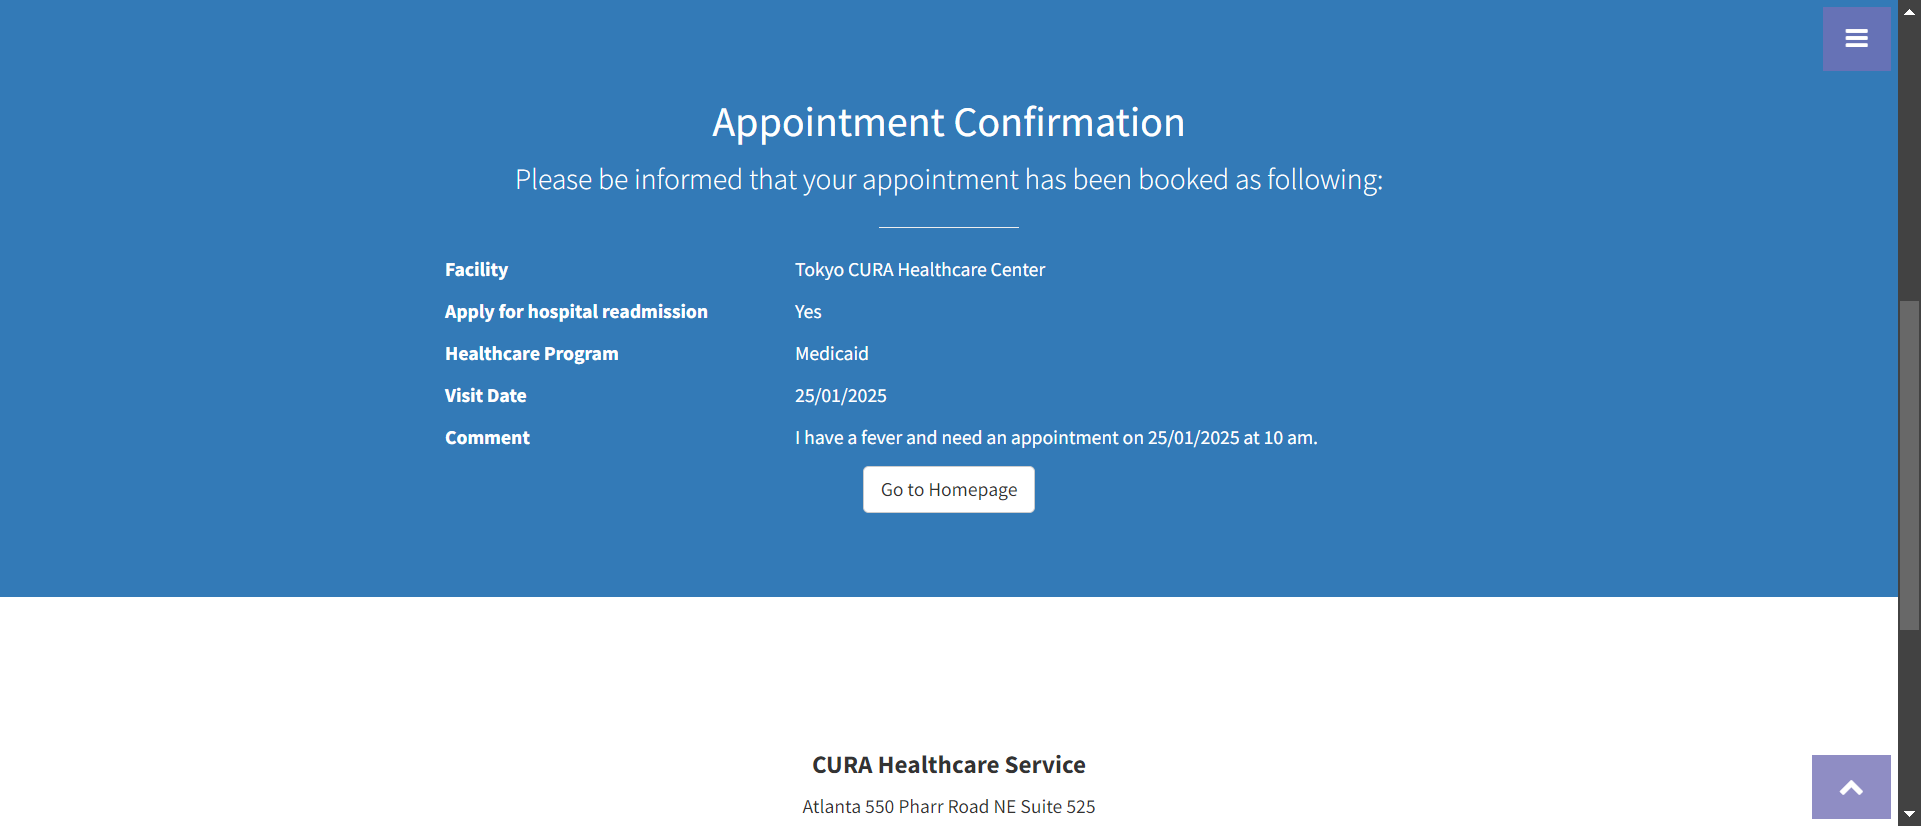 Appointment Confirmation
Please be informed that your appointment has been booked as following:
Facility Tokyo CURA Healthcare Center
Apply for hospital readmission Yes
Healthcare Program Medicaid
Visit Date 25/01/2025
Comment I have a fever and need an appointment on 25/01/2025 at 10 am.
Go to Homepage
CURA Healthcare Service
Atlanta 550 Pharr Road NE Suite 525